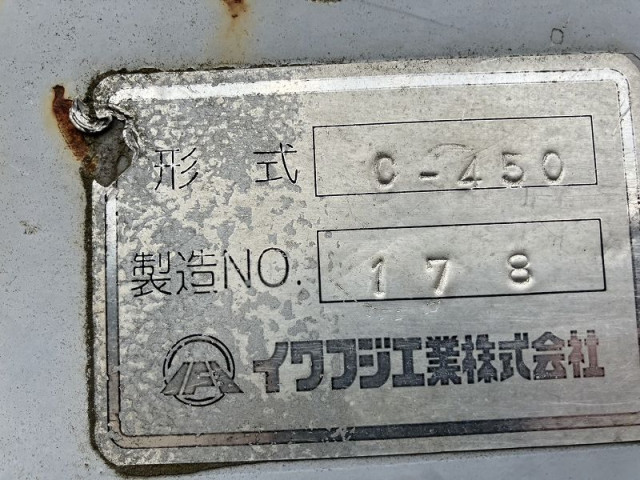 形式 C-450
製造NO. 178
イワフジ工業株式会社